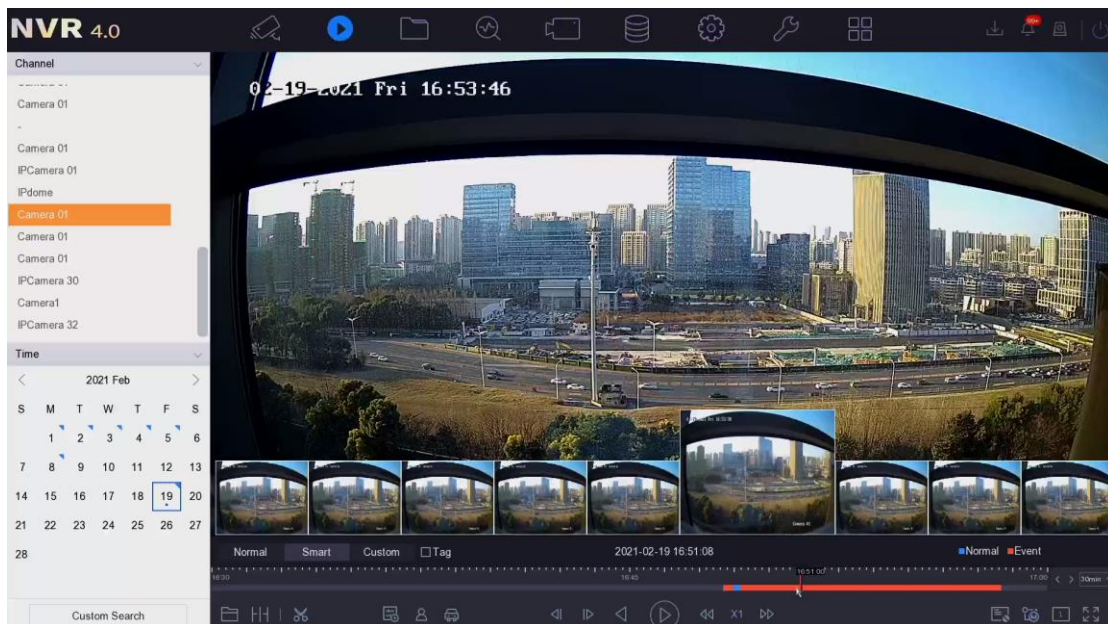 NVR 4.0
99+
Channel
Camera 01
-
Camera 01
IPCamera 01
IPdome
Camera 01
Camera 01
Camera 01
IPCamera 30
Camera1
IPCamera 32
Time
2021 Feb
S M T W T F S
1 2 3 4 5 6
7 8 9 10 11 12 13
14 15 16 17 18 19 20
21 22 23 24 25 26 27
28
Custom Search
02-19-2021 Fri 16:53:46
Normal Smart Custom Tag 2021-02-19 16:51:08 Normal Event
16:51:00
16:30 16:45 17:00 30min
X1
1